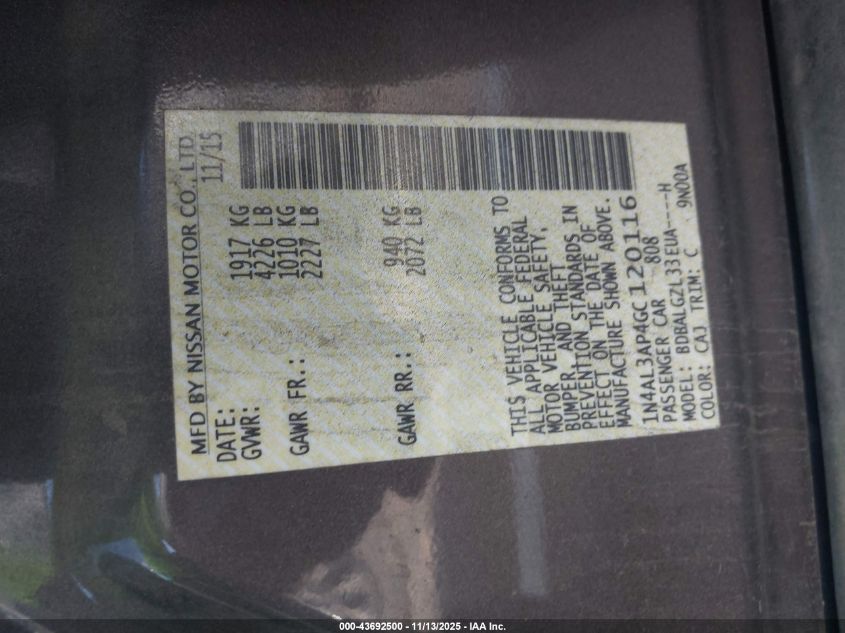 MFD BY NISSAN MOTOR CO., LTD.
DATE: 11/15
GVWR: 1917 KG
4226 LB
GAWR FR.: 1010 KG
2227 LB
GAWR RR.: 940 KG
2072 LB
THIS VEHICLE CONFORMS TO
ALL APPLICABLE FEDERAL
MOTOR VEHICLE SAFETY,
BUMPER, AND THEFT
PREVENTION STANDARDS IN
EFFECT ON THE DATE OF
MANUFACTURE SHOWN ABOVE.
1N4AL3AP4GC120116
PASSENGER CAR 808
MODEL: BDBALGZL33EUA----H
COLOR: CAJ TRIM: C 9N00A
000-43692500 - 11/13/2025 - IAA Inc.